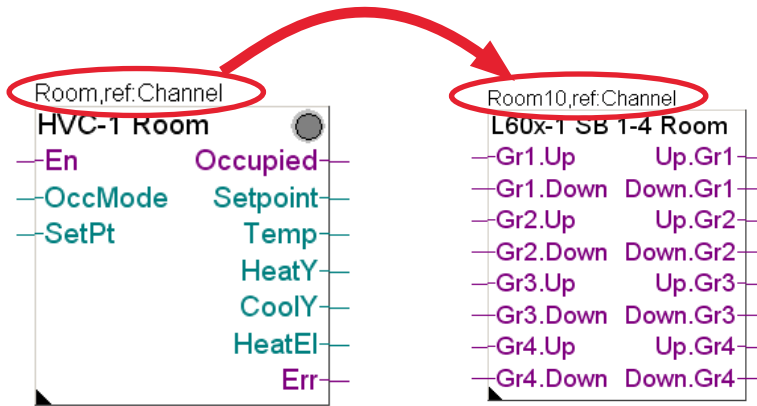 Room,ref:Channel
HVC-1 Room
En Occupied
OccMode Setpoint
SetPt Temp
HeatY
CoolY
HeatEl
Err
Room10,ref:Channel
L60x-1 SB 1-4 Room
Gr1.Up Up.Gr1
Gr1.Down Down.Gr1
Gr2.Up Up.Gr2
Gr2.Down Down.Gr2
Gr3.Up Up.Gr3
Gr3.Down Down.Gr3
Gr4.Up Up.Gr4
Gr4.Down Down.Gr4